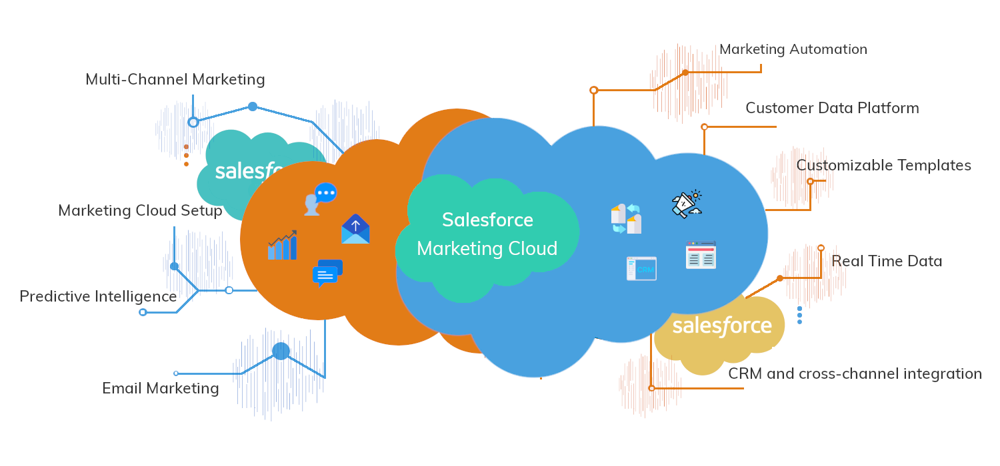 Multi-Channel Marketing
Marketing Cloud Setup
Predictive Intelligence
Email Marketing
salesfo
Salesforce
Marketing Cloud
CRM
Marketing Automation
Customer Data Platform
Customizable Templates
Real Time Data
salesforce
CRM and cross-channel integration